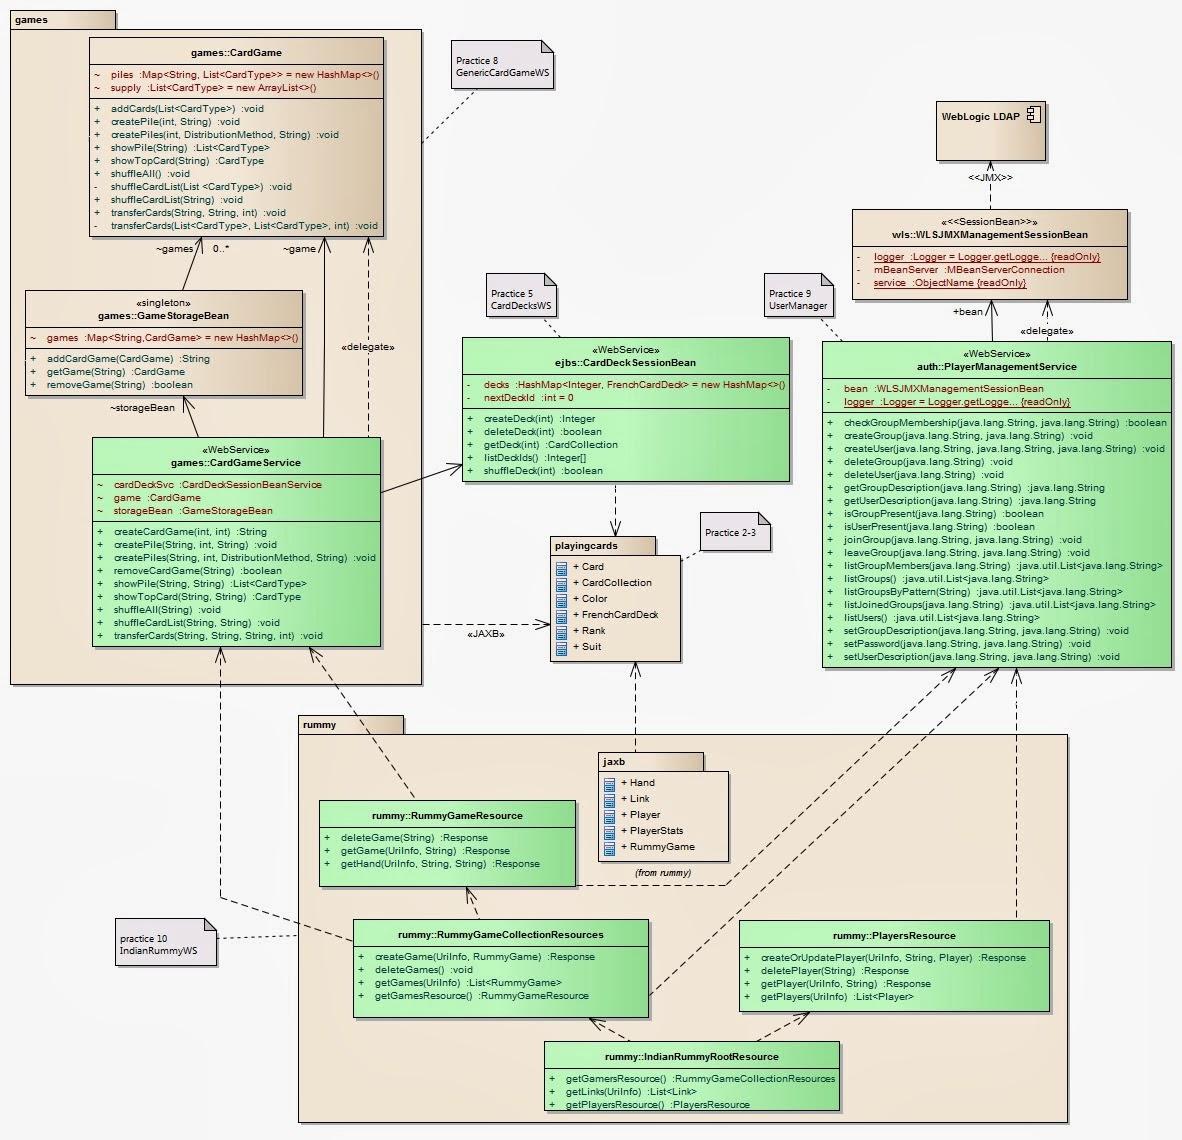 games
games::CardGame
~ piles :Map<String, List<CardType>> = new HashMap<>()
~ supply :List<CardType> = new ArrayList<>()
+ addCards(List<CardType>) :void
+ createPile(int, String) :void
+ createPiles(int, DistributionMethod, String) :void
+ showPile(String) :List<CardType>
+ showTopCard(String) :CardType
+ shuffleAll() :void
- shuffleCardList(List <CardType>) :void
+ shuffleCardList(String) :void
+ transferCards(String, String, int) :void
- transferCards(List<CardType>, List<CardType>, int) :void
~games
0..*
~game
«singleton»
games::GameStorageBean
~ games :Map<String,CardGame> = new HashMap<>()
+ addCardGame(CardGame) :String
+ getGame(String) :CardGame
+ removeGame(String) :boolean
«delegate»
~storageBean
«WebService»
games::CardGameService
~ cardDeckSvc :CardDeckSessionBeanService
~ game :CardGame
~ storageBean :GameStorageBean
+ createCardGame(int, int) :String
+ createPile(String, int, String) :void
+ createPiles(String, int, DistributionMethod, String) :void
+ removeCardGame(String) :boolean
+ showPile(String, String) :List<CardType>
+ showTopCard(String, String) :CardType
+ shuffleAll(String) :void
+ shuffleCardList(String, String) :void
+ transferCards(String, String, String, int) :void
Practice 8
GenericCardGameWS
Practice 5
CardDecksWS
«WebService»
ejbs::CardDeckSessionBean
- decks :HashMap<Integer, FrenchCardDeck> = new HashMap<>()
- nextDeckId :int = 0
+ createDeck(int) :Integer
+ deleteDeck(int) :boolean
+ getDeck(int) :CardCollection
+ listDeckIds() :Integer[]
+ shuffleDeck(int) :boolean
Practice 2-3
playingcards
+ Card
+ CardCollection
+ Color
+ FrenchCardDeck
+ Rank
+ Suit
«JAXB»
WebLogic LDAP
<<JMX>>
«<<SessionBean>>»
wls::WLSJMXManagementSessionBean
- logger :Logger = Logger.getLogge... {readOnly}
- mBeanServer :MBeanServerConnection
- service :ObjectName {readOnly}
Practice 9
UserManager
+bean
«delegate»
«WebService»
auth::PlayerManagementService
- bean :WLSJMXManagementSessionBean
- logger :Logger = Logger.getLogge... {readOnly}
+ checkGroupMembership(java.lang.String, java.lang.String) :boolean
+ createGroup(java.lang.String, java.lang.String) :void
+ createUser(java.lang.String, java.lang.String, java.lang.String) :void
+ deleteGroup(java.lang.String) :void
+ deleteUser(java.lang.String) :void
+ getGroupDescription(java.lang.String) :java.lang.String
+ getUserDescription(java.lang.String) :java.lang.String
+ isGroupPresent(java.lang.String) :boolean
+ isUserPresent(java.lang.String) :boolean
+ joinGroup(java.lang.String, java.lang.String) :void
+ leaveGroup(java.lang.String, java.lang.String) :void
+ listGroupMembers(java.lang.String) :java.util.List<java.lang.String>
+ listGroups() :java.util.List<java.lang.String>
+ listGroupsByPattern(String) :java.util.List<java.lang.String>
+ listJoinedGroups(java.lang.String) :java.util.List<java.lang.String>
+ listUsers() :java.util.List<java.lang.String>
+ setGroupDescription(java.lang.String, java.lang.String) :void
+ setPassword(java.lang.String, java.lang.String) :void
+ setUserDescription(java.lang.String, java.lang.String) :void
rummy
jaxb
+ Hand
+ Link
+ Player
+ PlayerStats
+ RummyGame
(from rummy)
rummy::RummyGameResource
+ deleteGame(String) :Response
+ getGame(UriInfo, String) :Response
+ getHand(UriInfo, String, String) :Response
practice 10
IndianRummyWS
rummy::RummyGameCollectionResources
+ createGame(UriInfo, RummyGame) :Response
+ deleteGames() :void
+ getGames(UriInfo) :List<RummyGame>
+ getGamesResource() :RummyGameResource
rummy::PlayersResource
+ createOrUpdatePlayer(UriInfo, String, Player) :Response
+ deletePlayer(String) :Response
+ getPlayer(UriInfo, String) :Response
+ getPlayers(UriInfo) :List<Player>
rummy::IndianRummyRootResource
+ getGamersResource() :RummyGameCollectionResources
+ getLinks(UriInfo) :List<Link>
+ getPlayersResource() :PlayersResource